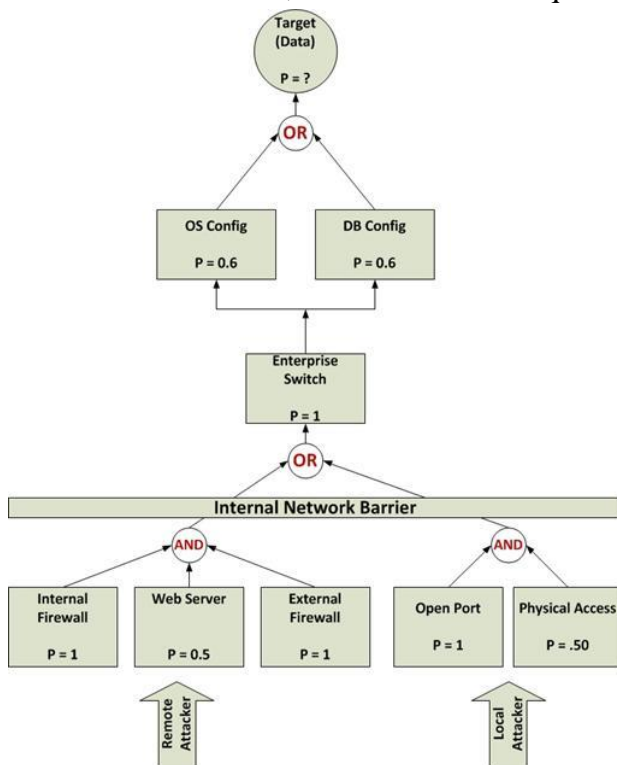 Target
(Data)
P = ?
OR
OS Config
P = 0.6
DB Config
P = 0.6
Enterprise
Switch
P = 1
OR
Internal Network Barrier
AND
AND
Internal
Firewall
P = 1
Web Server
P = 0.5
External
Firewall
P = 1
Open Port
P = 1
Physical Access
P = .50
Remote
Attacker
Local
Attacker